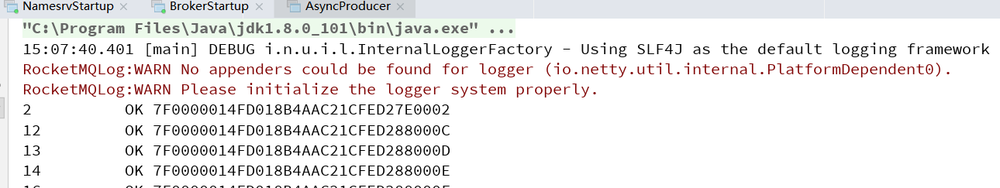 NamesrvStartup BrokerStartup AsyncProducer
"C:\Program Files\Java\jdk1.8.0_101\bin\java.exe" ...
15:07:40.401 [main] DEBUG i.n.u.i.l.InternalLoggerFactory - Using SLF4J as the default logging framework
RocketMQLog:WARN No appenders could be found for logger (io.netty.util.internal.PlatformDependent0).
RocketMQLog:WARN Please initialize the logger system properly.
2          OK 7F0000014FD018B4AAC21CFED27E0002
12         OK 7F0000014FD018B4AAC21CFED288000C
13         OK 7F0000014FD018B4AAC21CFED288000D
14         OK 7F0000014FD018B4AAC21CFED288000E